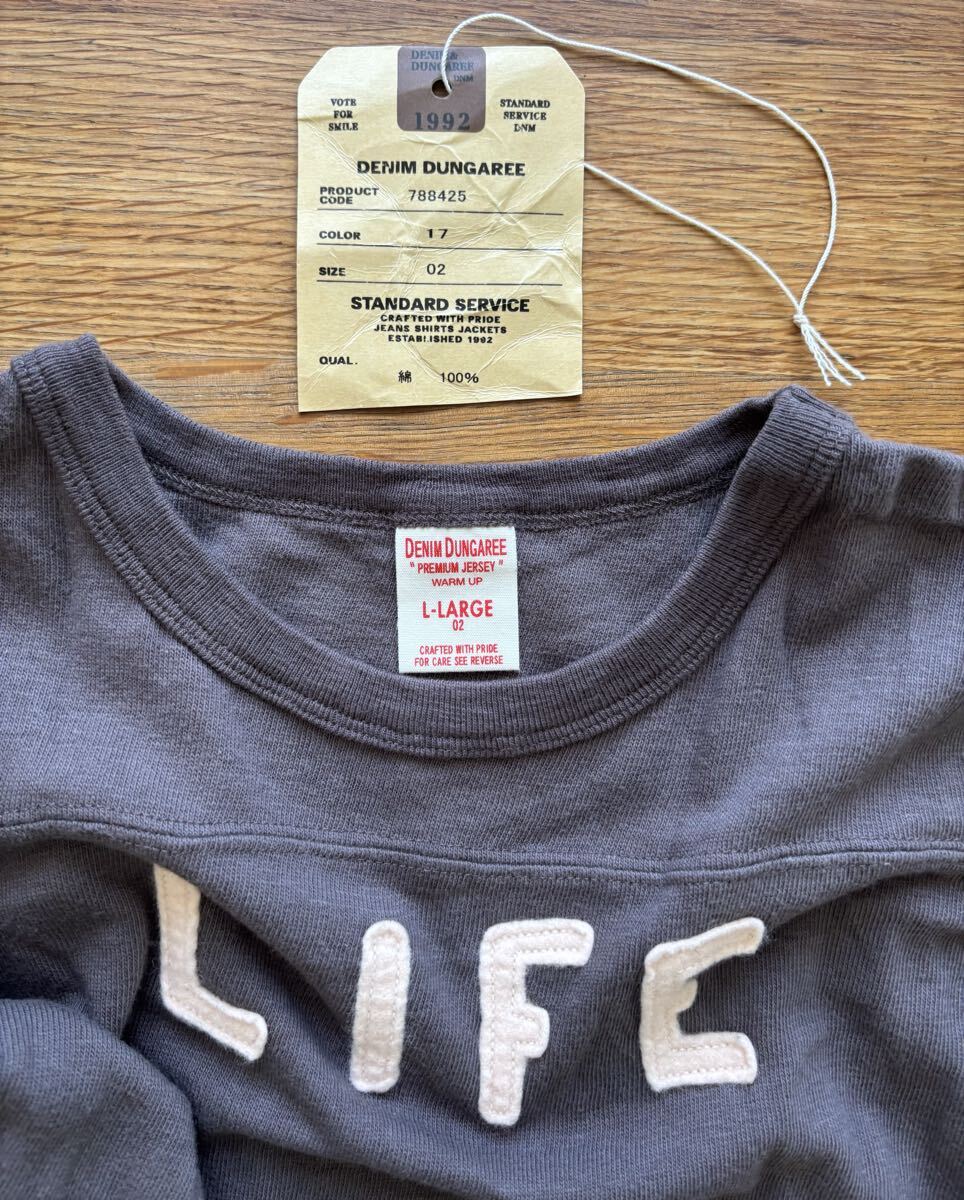 DENIM &
DUNGAREE
DNM
1992
VOTE
FOR
SMILE
STANDARD
SERVICE
DNM
DENIM DUNGAREE
PRODUCT CODE 788425
COLOR 17
SIZE 02
STANDARD SERVICE
CRAFTED WITH PRIDE
JEANS SHIRTS JACKETS
ESTABLISHED 1992
QUAL.
綿 100%
DENIM DUNGAREE
"PREMIUM JERSEY"
WARM UP
L-LARGE
02
CRAFTED WITH PRIDE
FOR CARE SEE REVERSE
LIFE